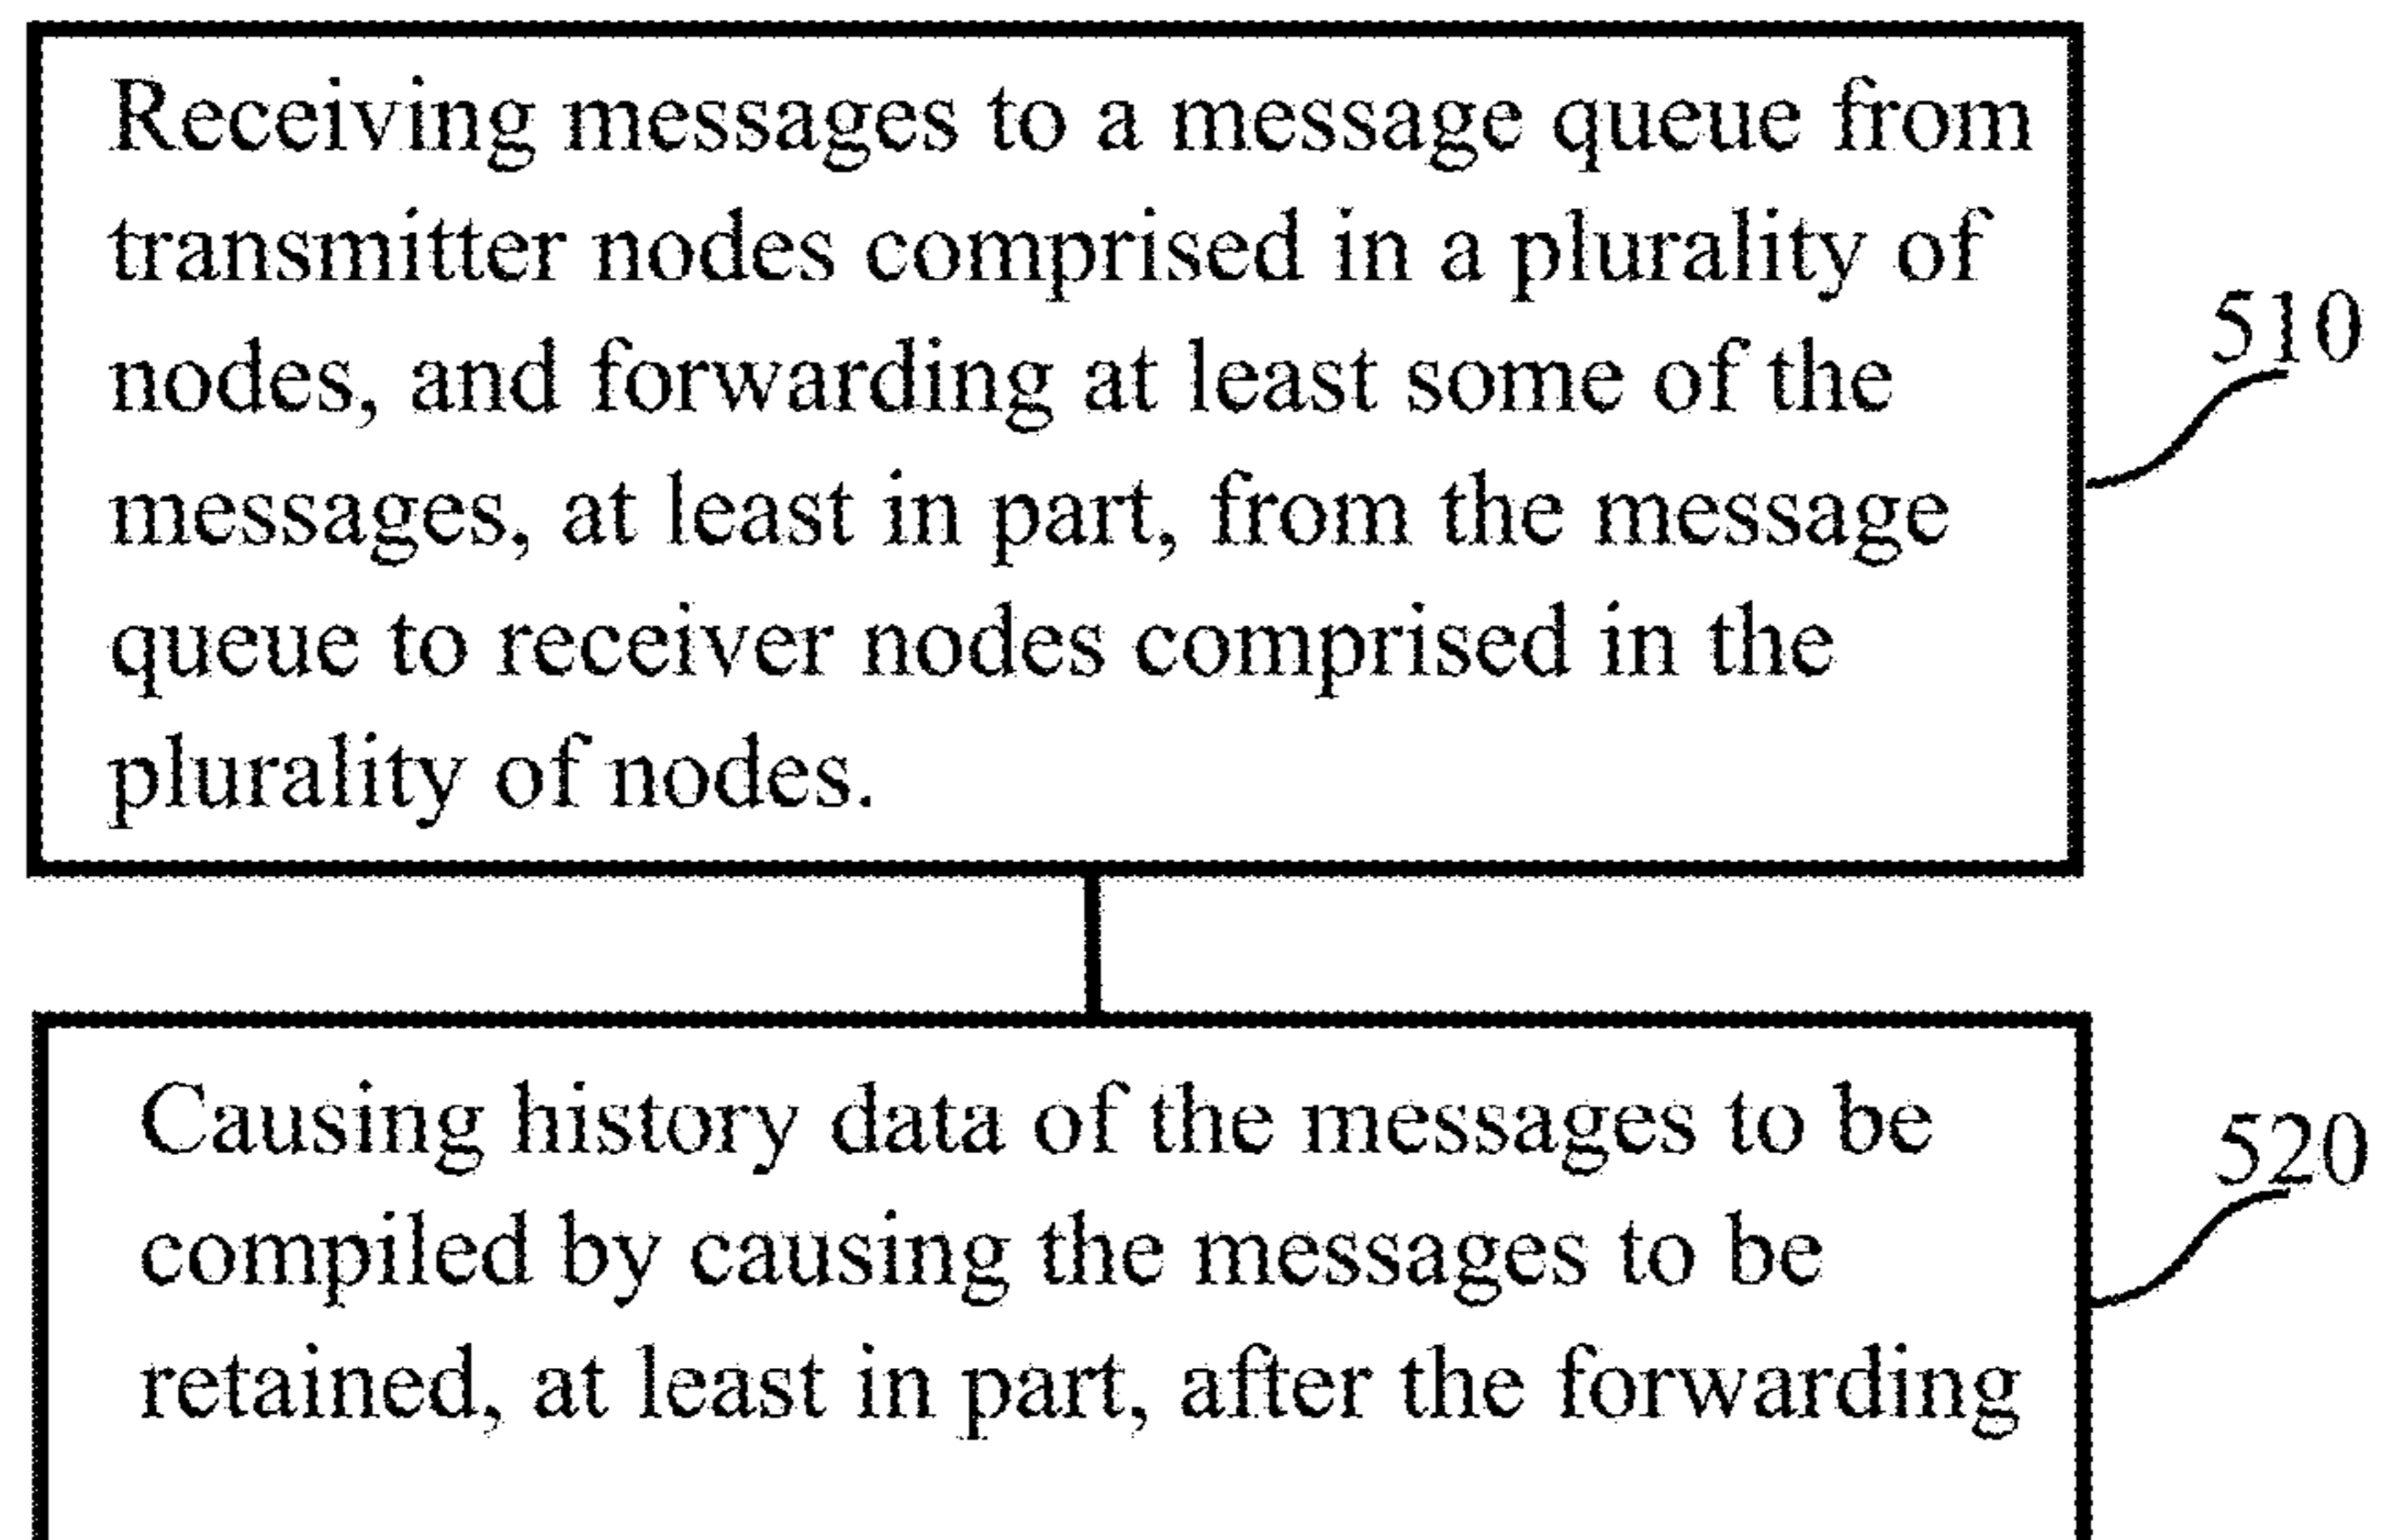 Receiving messages to a message queue from
transmitter nodes comprised in a plurality of
nodes, and forwarding at least some of the
messages, at least in part, from the message
queue to receiver nodes comprised in the
plurality of nodes.
510
Causing history data of the messages to be
compiled by causing the messages to be
retained, at least in part, after the forwarding
520